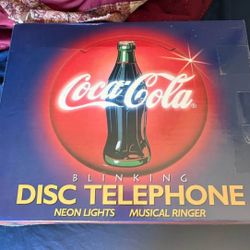 Coca-Cola
BLINKING
DISC TELEPHONE
NEON LIGHTS MUSICAL RINGER